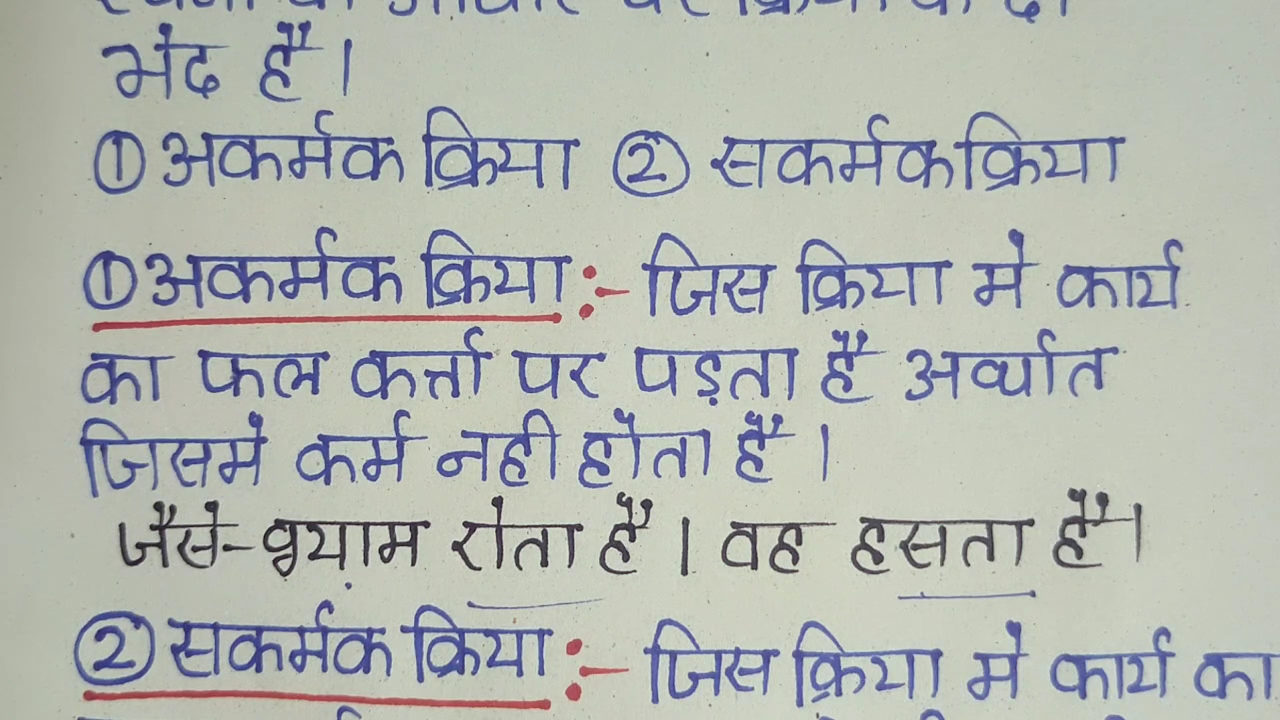 भेद है।
① अकर्मक क्रिया ② सकर्मक क्रिया
① अकर्मक क्रिया :- जिस क्रिया मे कार्य
का फल कर्त्ता पर पड़ता है अर्थात
जिसमे कर्म नही होता है ।
जैसे- श्याम रोता है । वह हसता है।
② सकर्मक क्रिया :- जिस क्रिया मे कार्य का